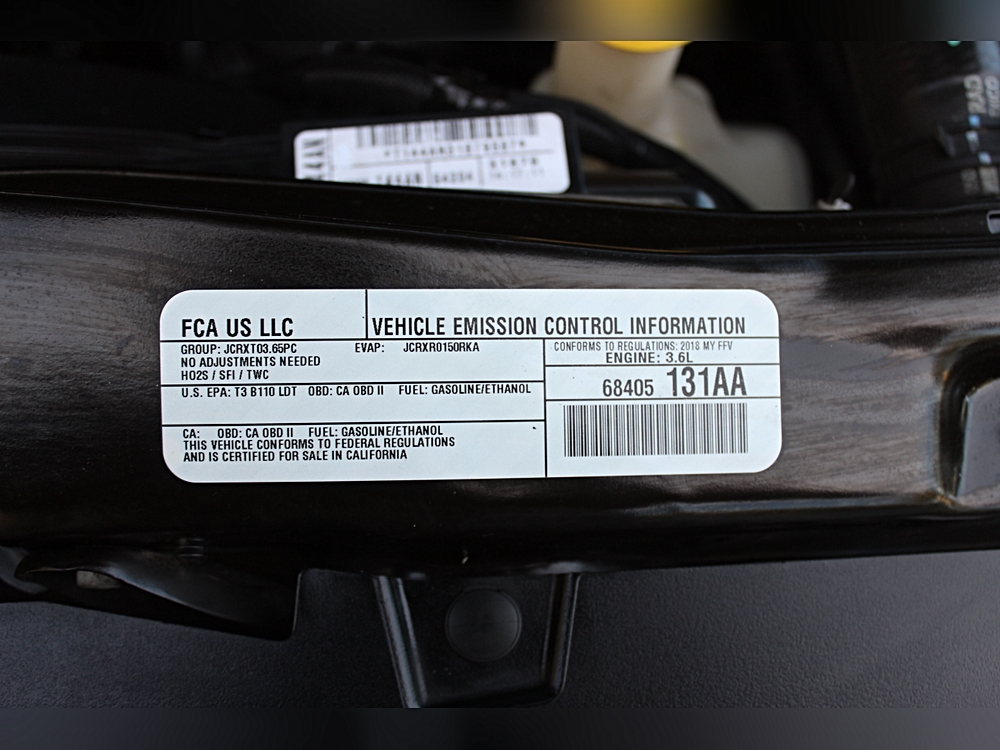 FCA US LLC
VEHICLE EMISSION CONTROL INFORMATION
GROUP: JCRXT03.65PC EVAP: JCRXR0150RKA
NO ADJUSTMENTS NEEDED
HO2S / SFI / TWC
U.S. EPA: T3 B110 LDT OBD: CA OBD II FUEL: GASOLINE/ETHANOL
CA: OBD: CA OBD II FUEL: GASOLINE/ETHANOL
THIS VEHICLE CONFORMS TO FEDERAL REGULATIONS
AND IS CERTIFIED FOR SALE IN CALIFORNIA
CONFORMS TO REGULATIONS: 2018 MY FFV
ENGINE: 3.6L
68405 131AA